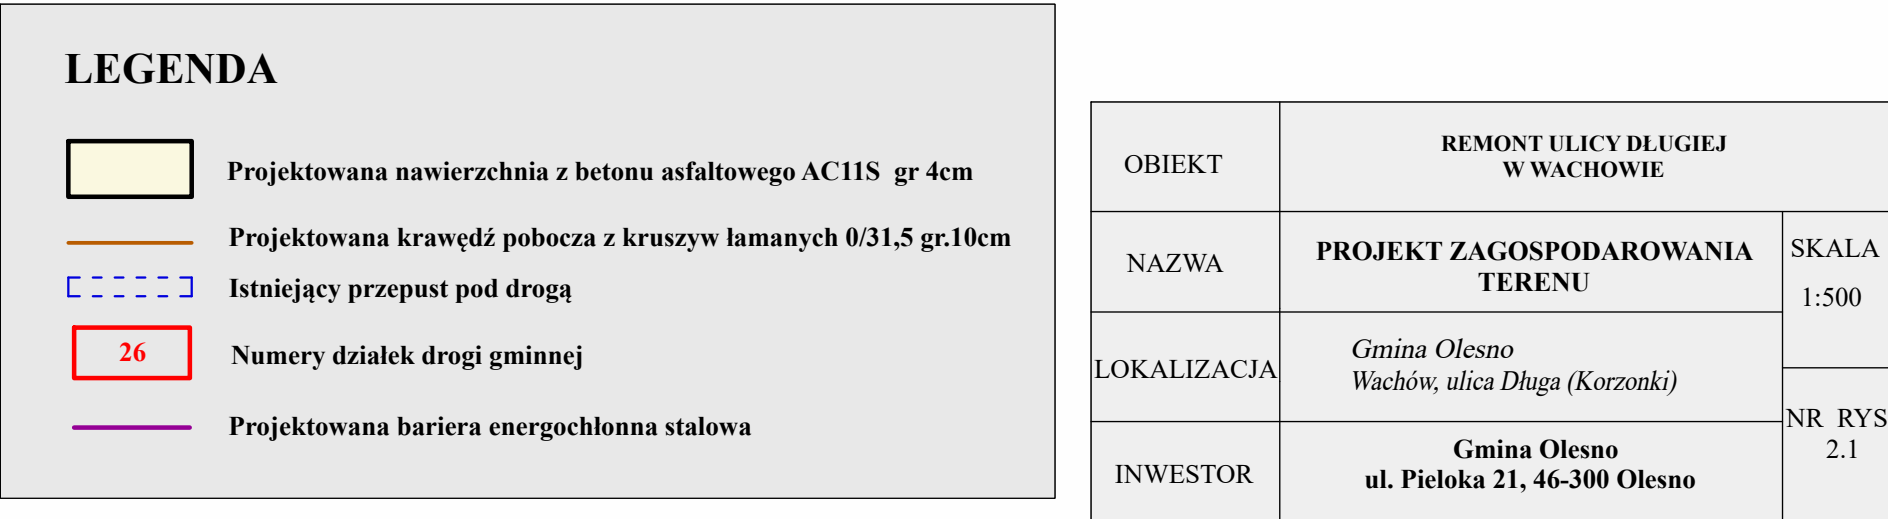 LEGENDA
Projektowana nawierzchnia z betonu asfaltowego AC11S gr 4cm
Projektowana krawędź pobocza z kruszyw łamanych 0/31,5 gr.10cm
Istniejący przepust pod drogą
26
Numery działek drogi gminnej
Projektowana bariera energochłonna stalowa
OBIEKT
REMONT ULICY DŁUGIEJ
W WACHOWIE
NAZWA
PROJEKT ZAGOSPODAROWANIA
TERENU
SKALA
1:500
LOKALIZACJA
Gmina Olesno
Wachów, ulica Długa (Korzonki)
NR RYS
2.1
INWESTOR
Gmina Olesno
ul. Pieloka 21, 46-300 Olesno